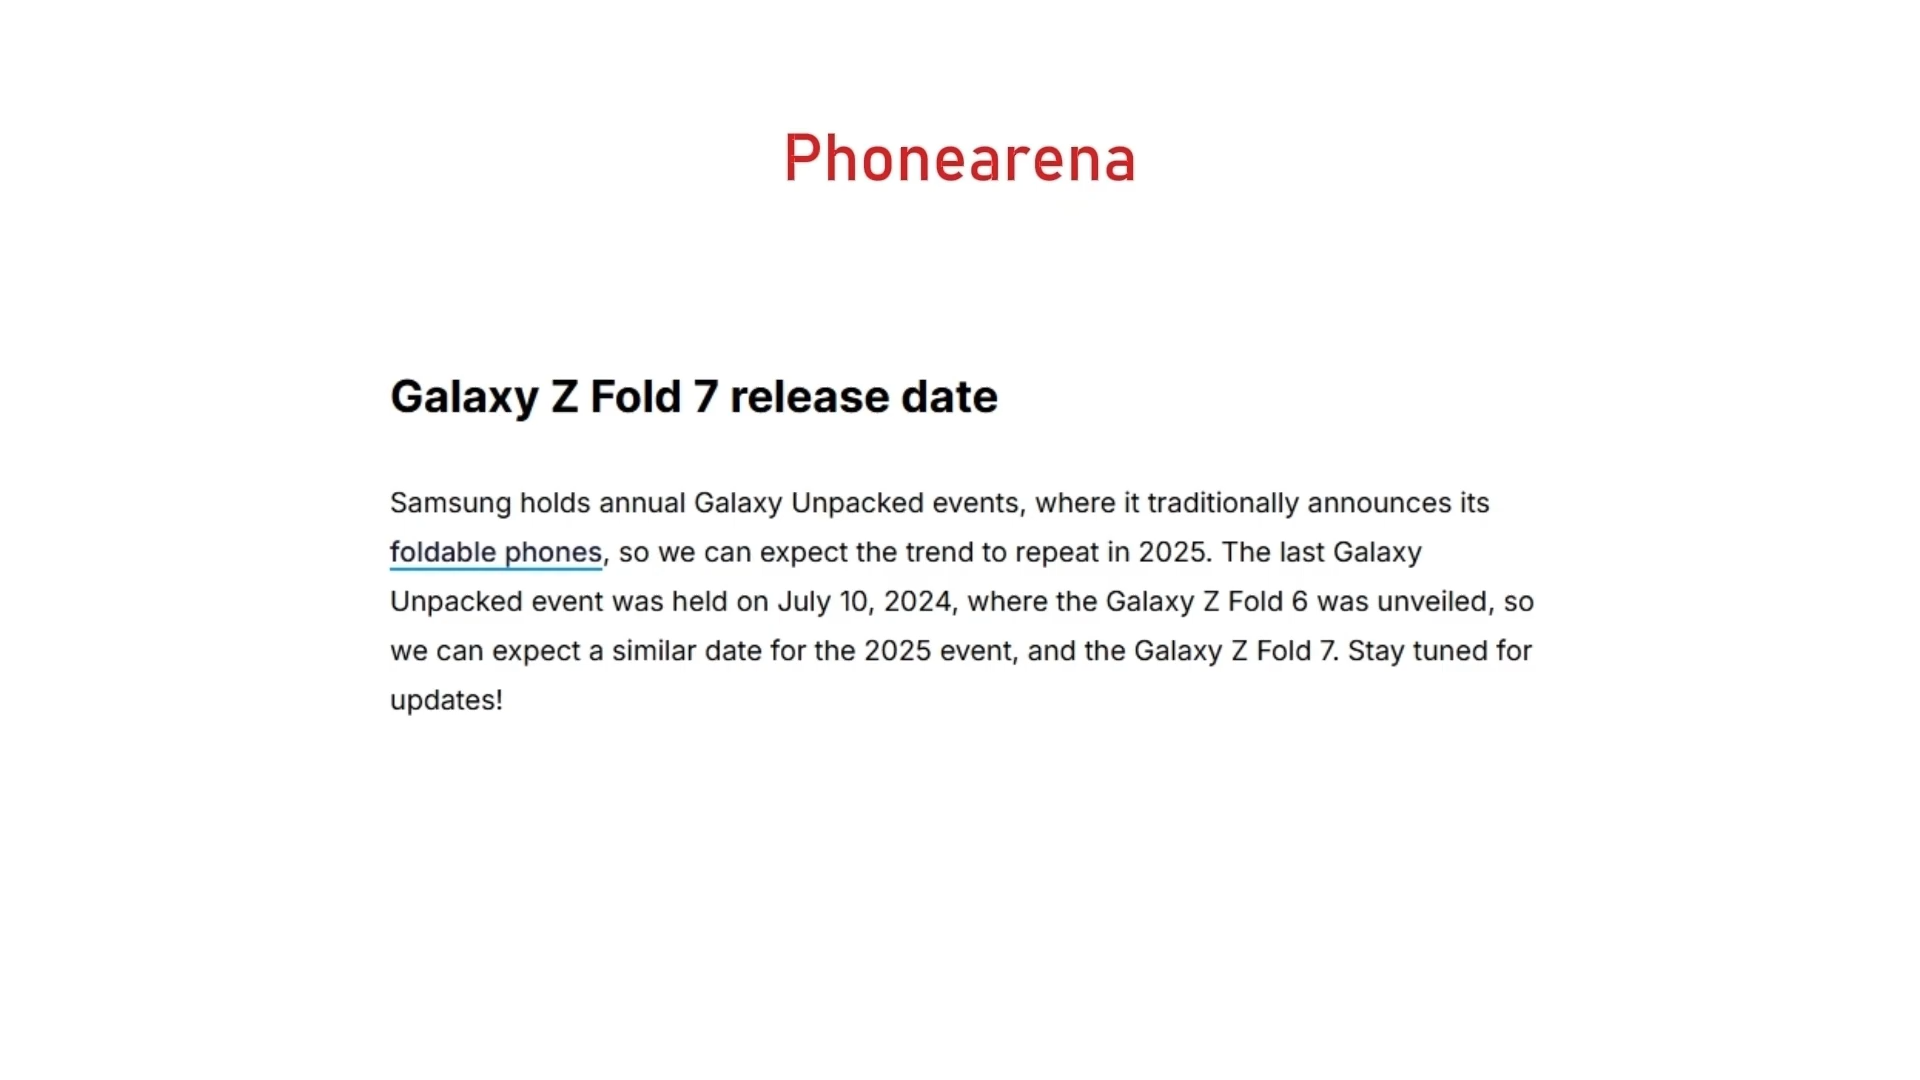 Phonearena
Galaxy Z Fold 7 release date
Samsung holds annual Galaxy Unpacked events, where it traditionally announces its
foldable phones, so we can expect the trend to repeat in 2025. The last Galaxy
Unpacked event was held on July 10, 2024, where the Galaxy Z Fold 6 was unveiled, so
we can expect a similar date for the 2025 event, and the Galaxy Z Fold 7. Stay tuned for
updates!